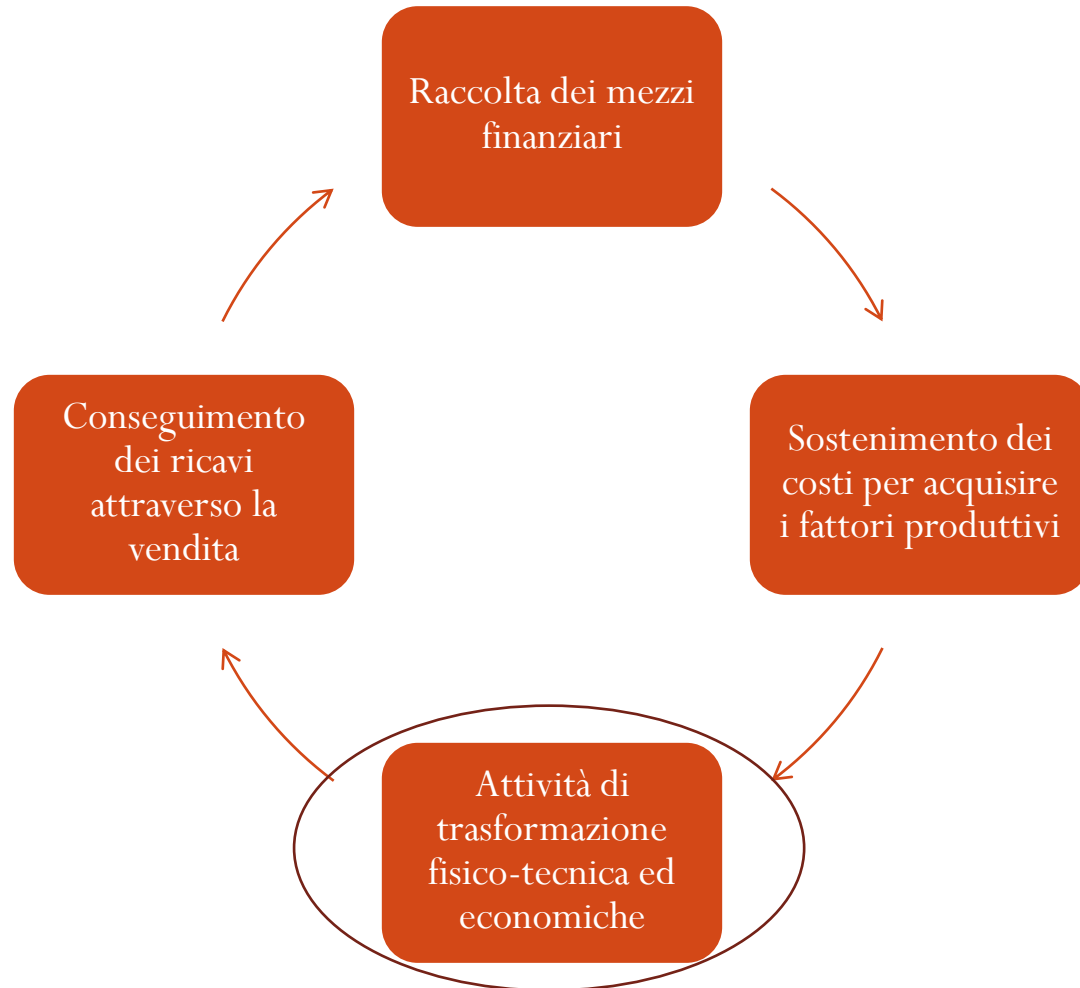 Raccolta dei mezzi
finanziari
Sostenimento dei
costi per acquisire
i fattori produttivi
Attività di
trasformazione
fisico-tecnica ed
economiche
Conseguimento
dei ricavi
attraverso la
vendita